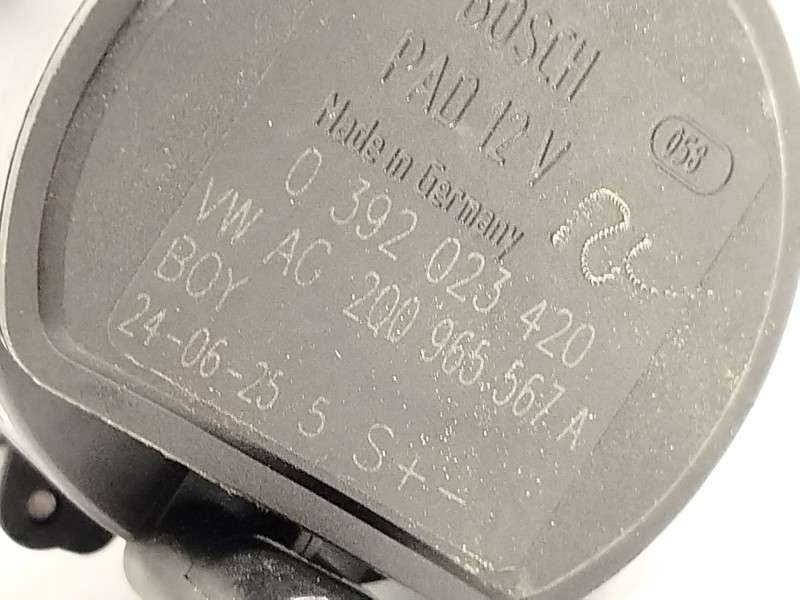 BOSCH
PAD 12 V
053
Made in Germany
0 392 023 420
VW AG 2Q0 965 567 A
BOY
24-06-25 5 S+-